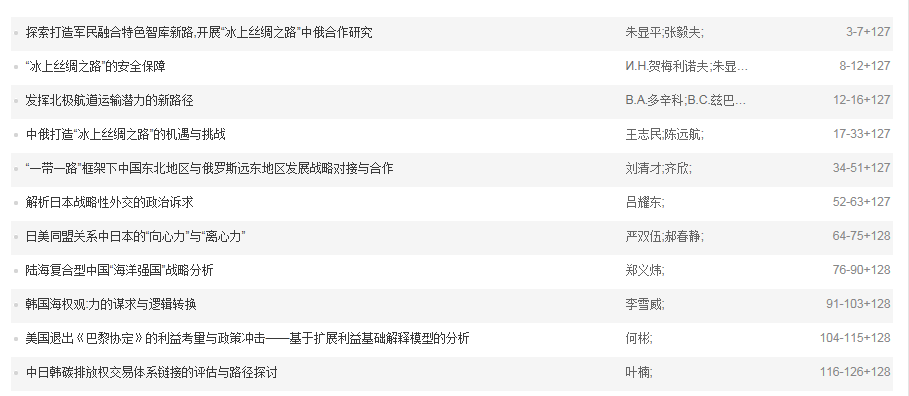 探索打造军民融合特色智库新路,开展“冰上丝绸之路”中俄合作研究 朱显平;张毅夫; 3-7+127
“冰上丝绸之路”的安全保障 И.Н.贺梅利诺夫;朱显... 8-12+127
发挥北极航道运输潜力的新路径 В.А.多辛科;В.С.兹巴... 12-16+127
中俄打造“冰上丝绸之路”的机遇与挑战 王志民;陈远航; 17-33+127
“一带一路”框架下中国东北地区与俄罗斯远东地区发展战略对接与合作 刘清才;齐欣; 34-51+127
解析日本战略性外交的政治诉求 吕耀东; 52-63+127
日美同盟关系中日本的“向心力”与“离心力” 严双伍;郝春静; 64-75+128
陆海复合型中国“海洋强国”战略分析 郑义炜; 76-90+128
韩国海权观:力的谋求与逻辑转换 李雪威; 91-103+128
美国退出《巴黎协定》的利益考量与政策冲击——基于扩展利益基础解释模型的分析 何彬; 104-115+128
中日韩碳排放权交易体系链接的评估与路径探讨 叶楠; 116-126+128